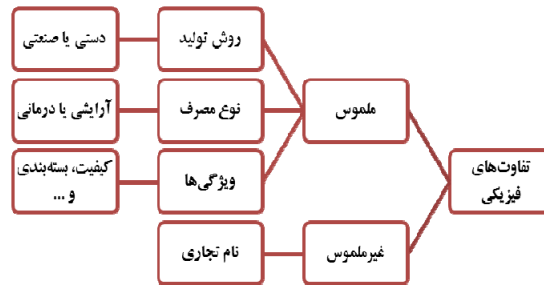 تفاوت‌های
فیزیکی
ملموس
روش تولید
دستی یا صنعتی
نوع مصرف
آرایشی یا درمانی
ویژگی‌ها
کیفیت، بسته‌بندی
و ...
غیرملموس
نام تجاری